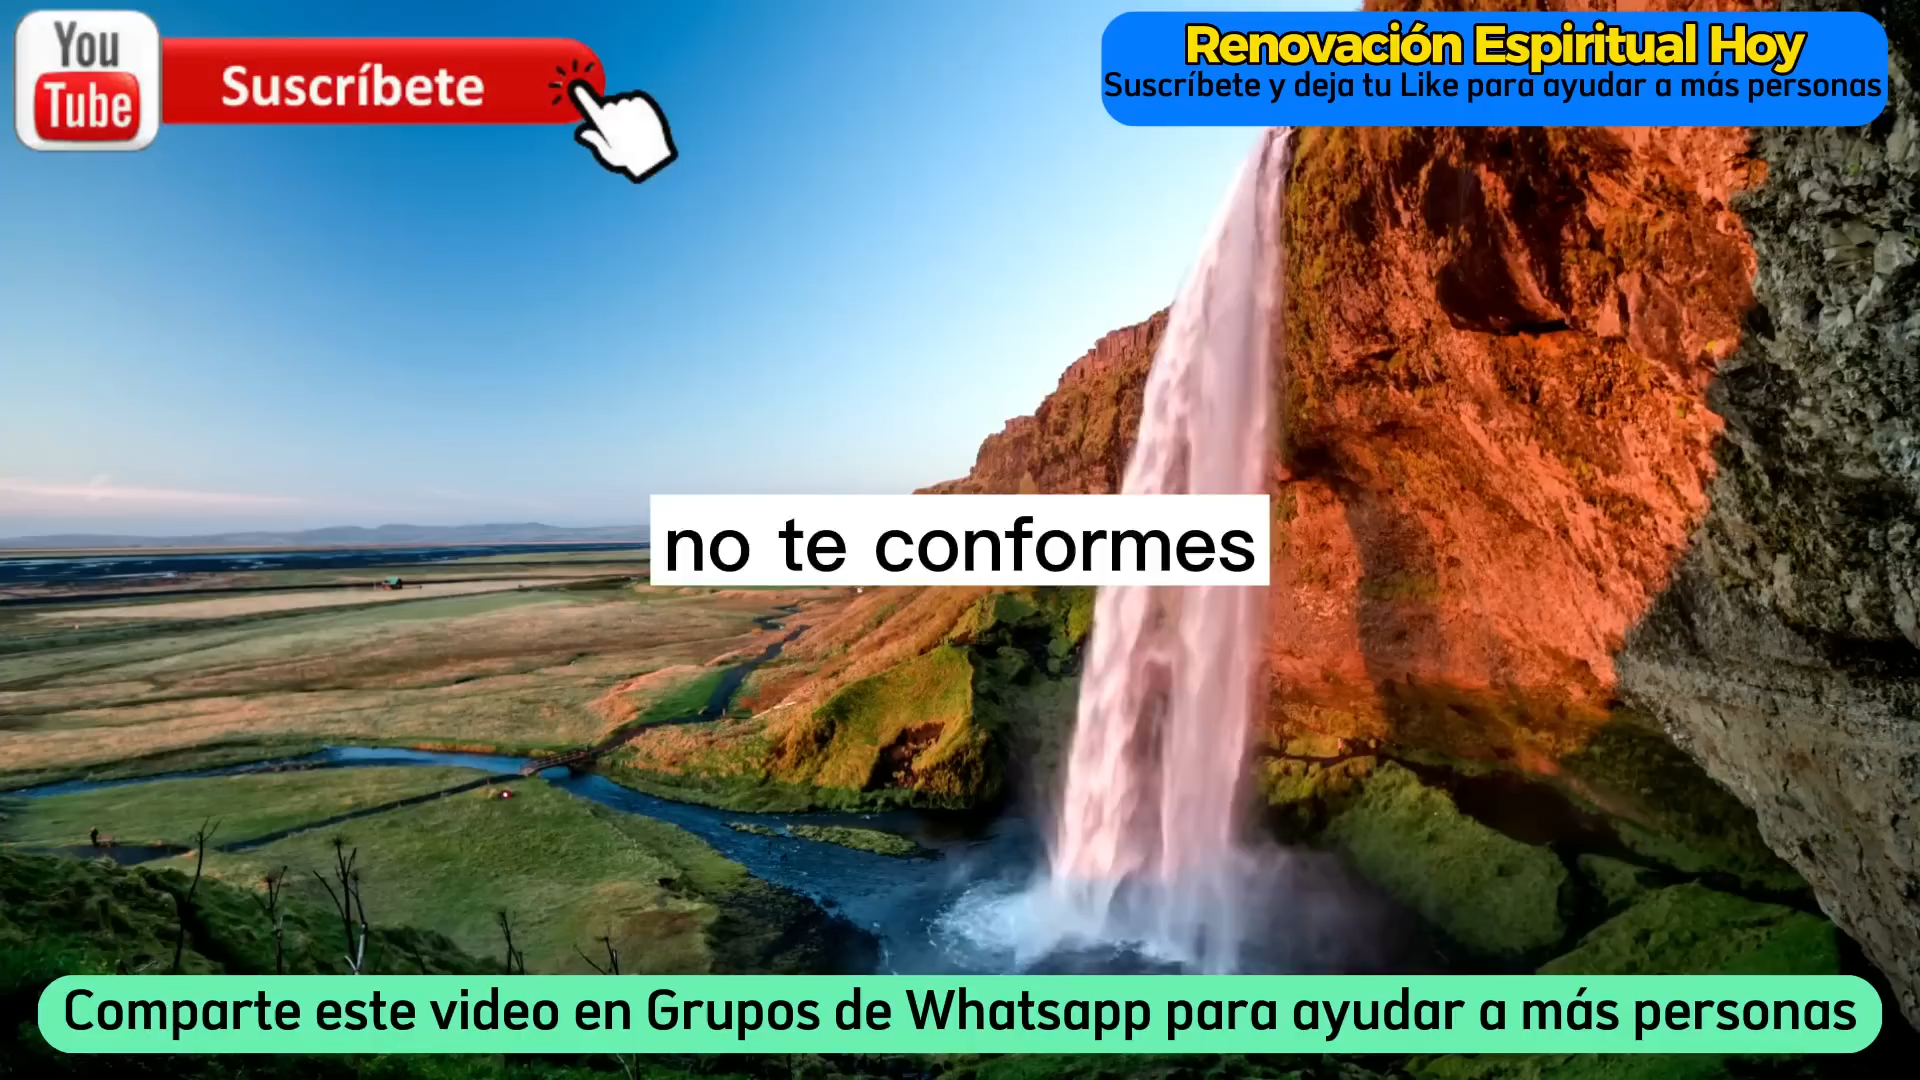 You
Tube
Suscríbete
Renovación Espiritual Hoy
Suscríbete y deja tu Like para ayudar a más personas
no te conformes
Comparte este video en Grupos de Whatsapp para ayudar a más personas